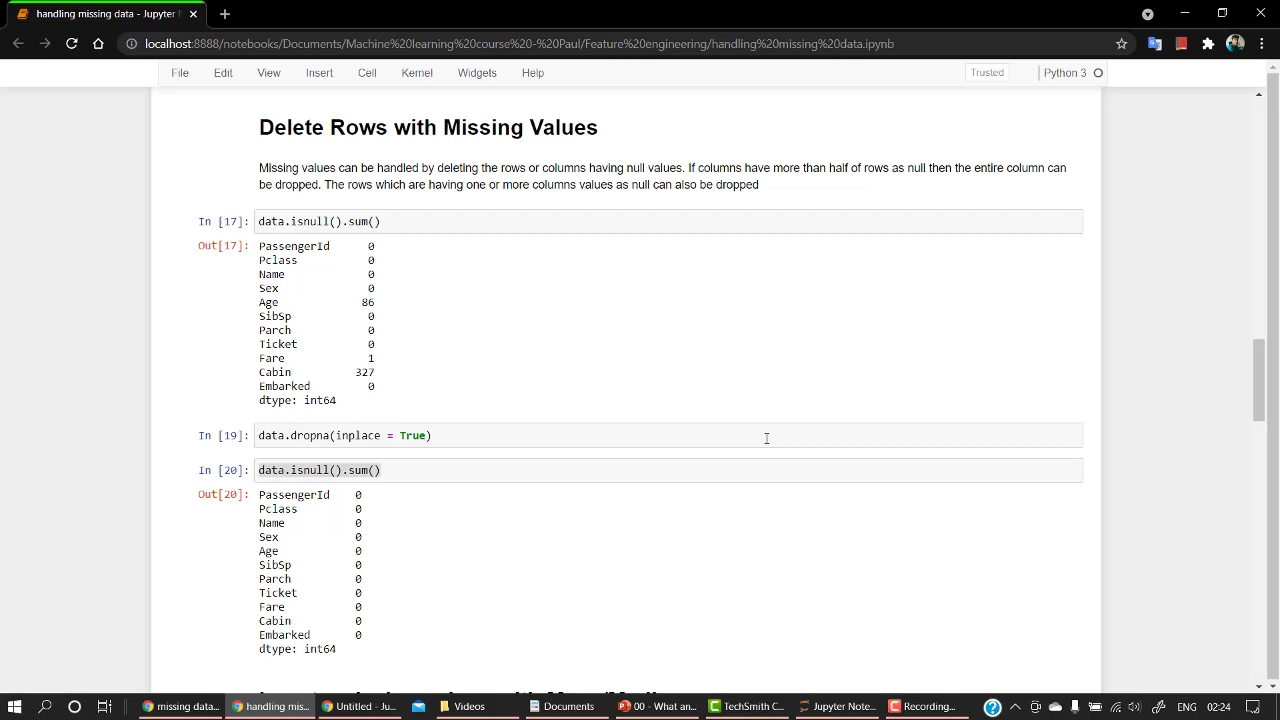 handling missing data - Jupyter N
localhost:8888/notebooks/Documents/Machine%20learning%20course%20-%20Paul/Feature%20engineering/handling%20missing%20data.ipynb
File Edit View Insert Cell Kernel Widgets Help Trusted Python 3
Delete Rows with Missing Values
Missing values can be handled by deleting the rows or columns having null values. If columns have more than half of rows as null then the entire column can
be dropped. The rows which are having one or more columns values as null can also be dropped
In [17]: data.isnull().sum()
Out[17]: PassengerId 0
Pclass 0
Name 0
Sex 0
Age 86
SibSp 0
Parch 0
Ticket 0
Fare 1
Cabin 327
Embarked 0
dtype: int64
In [19]: data.dropna(inplace = True)
In [20]: data.isnull().sum()
Out[20]: PassengerId 0
Pclass 0
Name 0
Sex 0
Age 0
SibSp 0
Parch 0
Ticket 0
Fare 0
Cabin 0
Embarked 0
dtype: int64
missing data... handling mis... Untitled - Ju... Videos Documents 00 - What an... TechSmith C... Jupyter Note... Recording... ENG 02:24